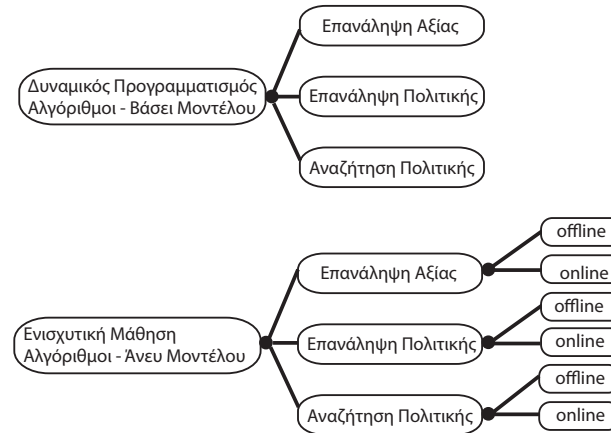 Επανάληψη Αξίας
Δυναμικός Προγραμματισμός
Αλγόριθμοι - Βάσει Μοντέλου
Επανάληψη Πολιτικής
Αναζήτηση Πολιτικής
offline
Επανάληψη Αξίας
online
offline
Ενισχυτική Μάθηση
Αλγόριθμοι - Άνευ Μοντέλου
Επανάληψη Πολιτικής
online
offline
Αναζήτηση Πολιτικής
online